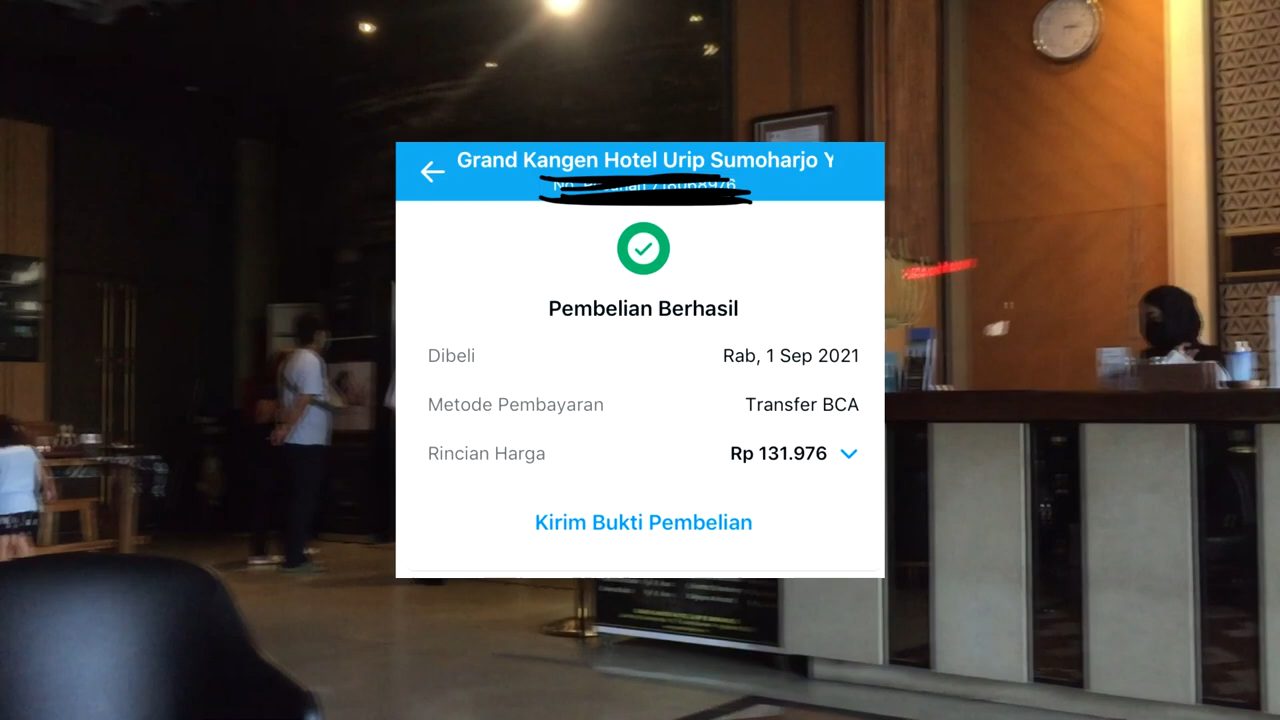 Grand Kangen Hotel Urip Sumoharjo Y
Pembelian Berhasil
Dibeli
Rab, 1 Sep 2021
Metode Pembayaran
Transfer BCA
Rincian Harga
Rp 131.976
Kirim Bukti Pembelian